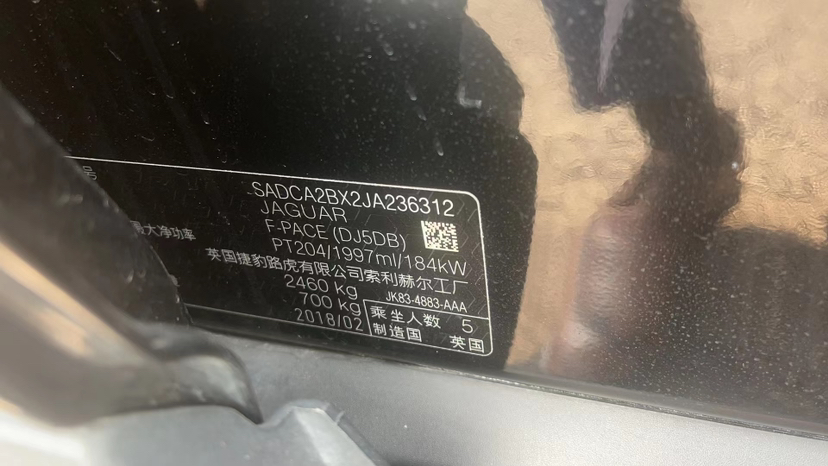 号 SADCA2BX2JA236312
JAGUAR
F-PACE (DJ5DB)
大净功率 PT204/1997ml/184kW
英国捷豹路虎有限公司索利赫尔工厂
2460 kg JK83-4883-AAA
700 kg 乘坐人数 5
2018/02 制造国 英国